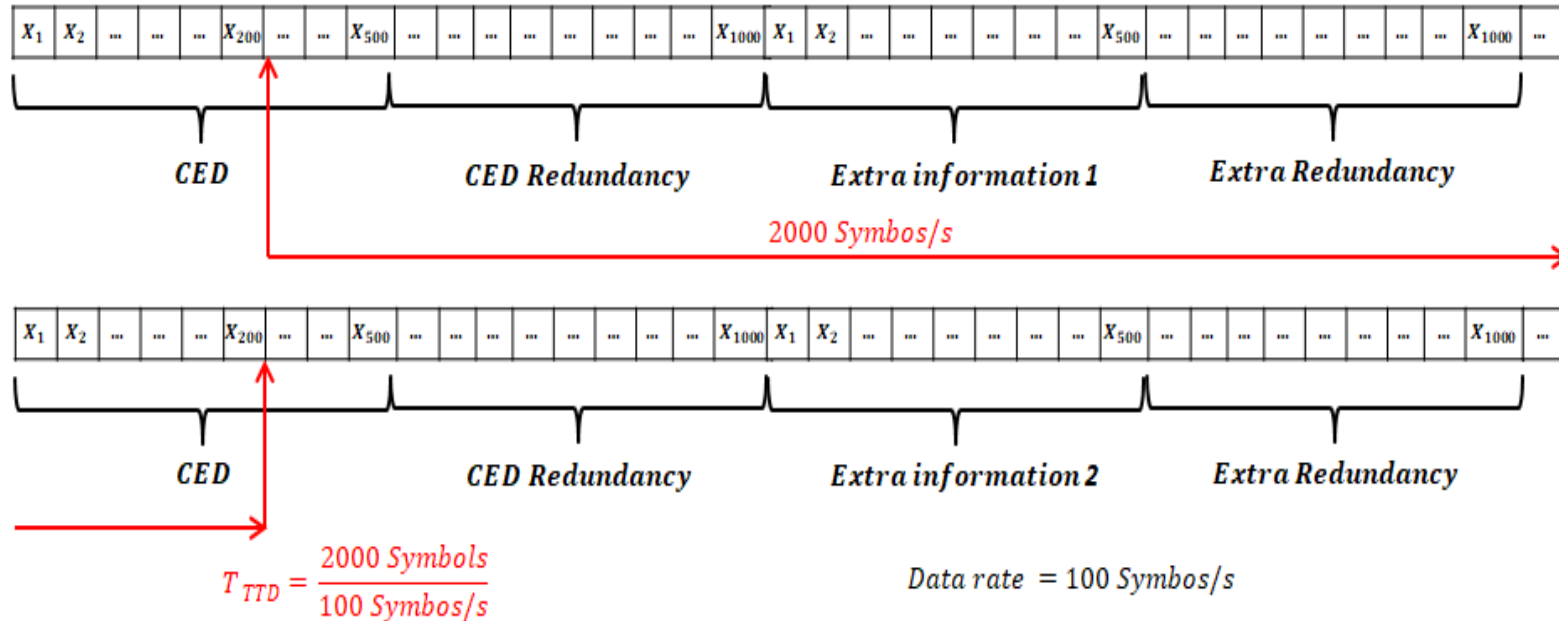 X1 X2 ... ... ... X200 ... ... X500 ... ... ... ... ... ... ... ... X1000 X1 X2 ... ... ... ... ... ... X500 ... ... ... ... ... ... ... ... X1000 ...
CED CED Redundancy Extra information 1 Extra Redundancy
2000 Symbos/s
X1 X2 ... ... ... X200 ... ... X500 ... ... ... ... ... ... ... ... X1000 X1 X2 ... ... ... ... ... ... X500 ... ... ... ... ... ... ... ... X1000 ...
CED CED Redundancy Extra information 2 Extra Redundancy
T TTD = 2000 Symbols / 100 Symbos/s
Data rate = 100 Symbos/s